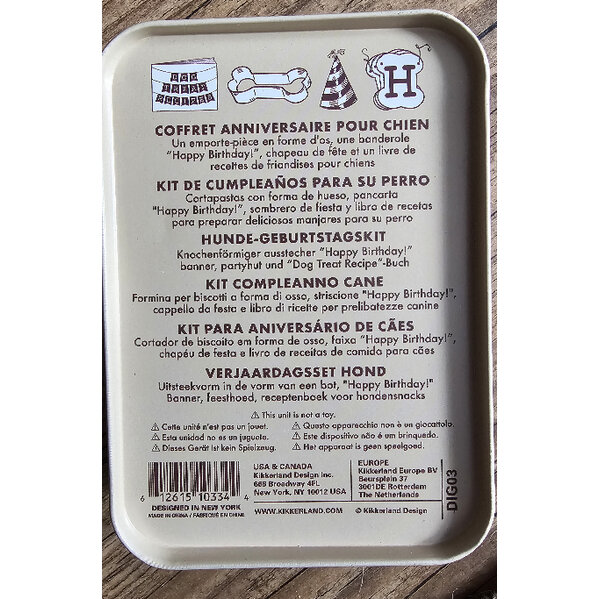 DOG
TREAT
RECIPES
H
COFFRET ANNIVERSAIRE POUR CHIEN
Un emporte-pièce en forme d'os, une banderole
“Happy Birthday!”, chapeau de fête et un livre de
recettes de friandises pour chiens
KIT DE CUMPLEAÑOS PARA SU PERRO
Cortapastas con forma de hueso, pancarta
"Happy Birthday!”, sombrero de fiesta y libro de recetas
para preparar deliciosos manjares para su perro
HUNDE-GEBURTSTAGSKIT
Knochenförmiger ausstecher “Happy Birthday!”
banner, partyhut und “Dog Treat Recipe”-Buch
KIT COMPLEANNO CANE
Formina per biscotti a forma di osso, striscione "Happy Birthday!",
cappello da festa e libro di ricette per prelibatezze canine
KIT PARA ANIVERSÁRIO DE CÃES
Cortador de biscoito em forma de osso, faixa “Happy Birthday!”,
chapéu de festa e livro de receitas de comida para cães
VERJAARDAGSSET HOND
Uitsteekvorm in de vorm van een bot, "Happy Birthday!"
Banner, feesthoed, receptenboek voor hondensnacks
⚠ This unit is not a toy.
⚠ Cette unité n'est pas un jouet.
⚠ Esta unidad no es un juguete.
⚠ Dieses Gerät ist kein Spielzeug.
⚠ Questo apparecchio non è un giocattolo.
⚠ Este dispositivo não é um brinquedo.
⚠ Het apparaat is geen speelgoed.
6 12615 10334 4
DESIGNED IN NEW YORK
MADE IN CHINA / FABRIQUÉ EN CHINE
USA & CANADA
Kikkerland Design Inc.
666 Broadway 4FL
New York, NY 10012 USA
EUROPE
Kikkerland Europe BV
Beursplein 37
3001DE Rotterdam
The Netherlands
WWW.KIKKERLAND.COM
© Kikkerland Design
DIG03